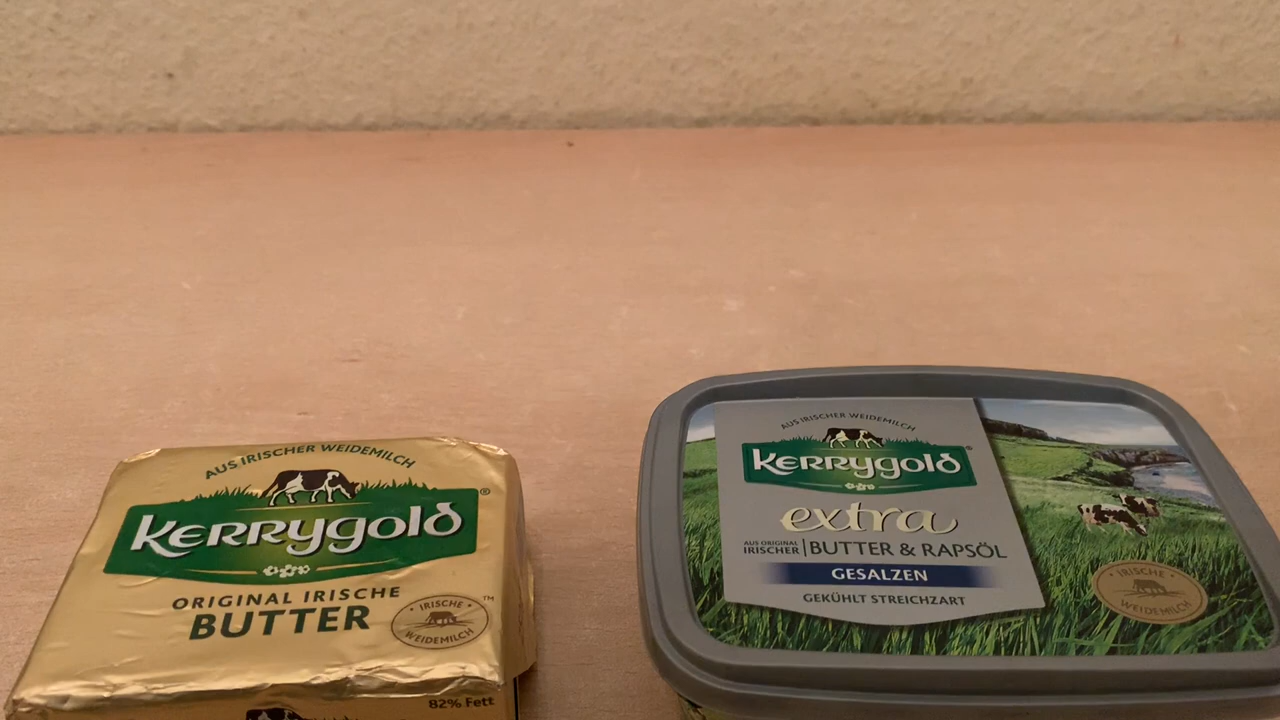 AUS IRISCHER WEIDEMILCH
Kerrygold®
ORIGINAL IRISCHE
BUTTER
IRISCHE
WEIDEMILCH
™
82% Fett
AUS IRISCHER WEIDEMILCH
Kerrygold®
extra
AUS ORIGINAL
IRISCHER
BUTTER & RAPSÖL
GESALZEN
GEKÜHLT STREICHZART
IRISCHE
WEIDEMILCH